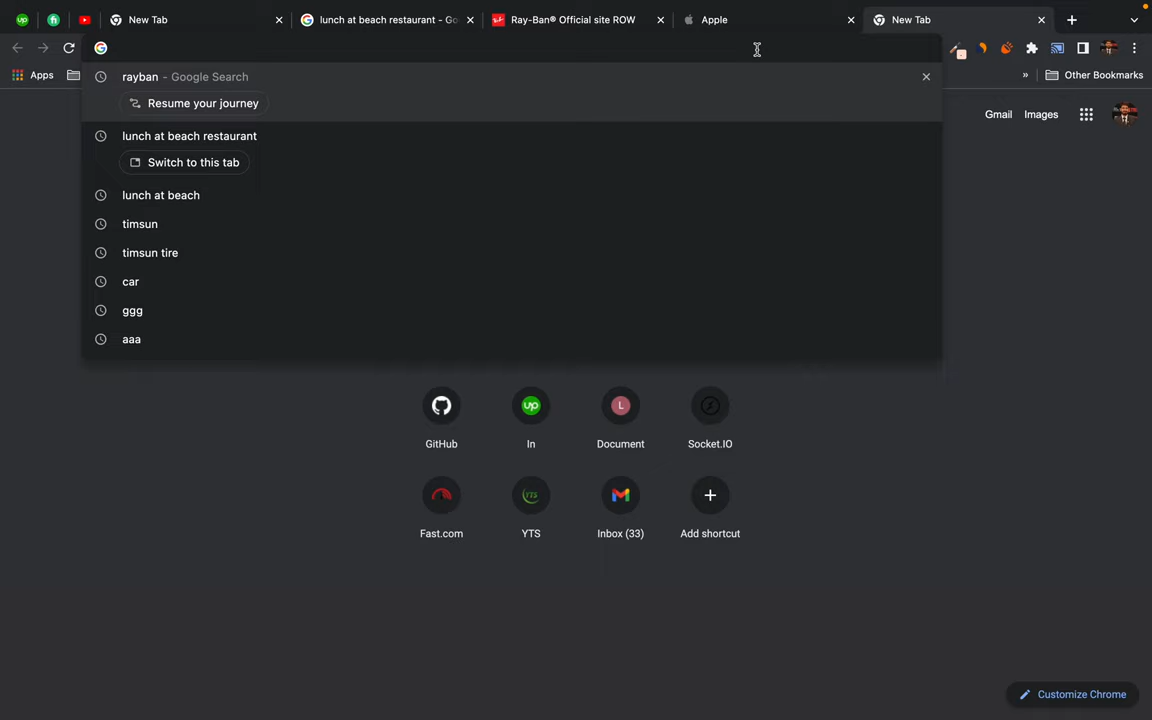 New Tab
lunch at beach restaurant - Go
Ray-Ban® Official site ROW
Apple
New Tab
Apps
»
Other Bookmarks
rayban - Google Search
Resume your journey
lunch at beach restaurant
Switch to this tab
lunch at beach
timsun
timsun tire
car
ggg
aaa
Gmail
Images
GitHub
In
Document
Socket.IO
Fast.com
YTS
Inbox (33)
Add shortcut
Customize Chrome